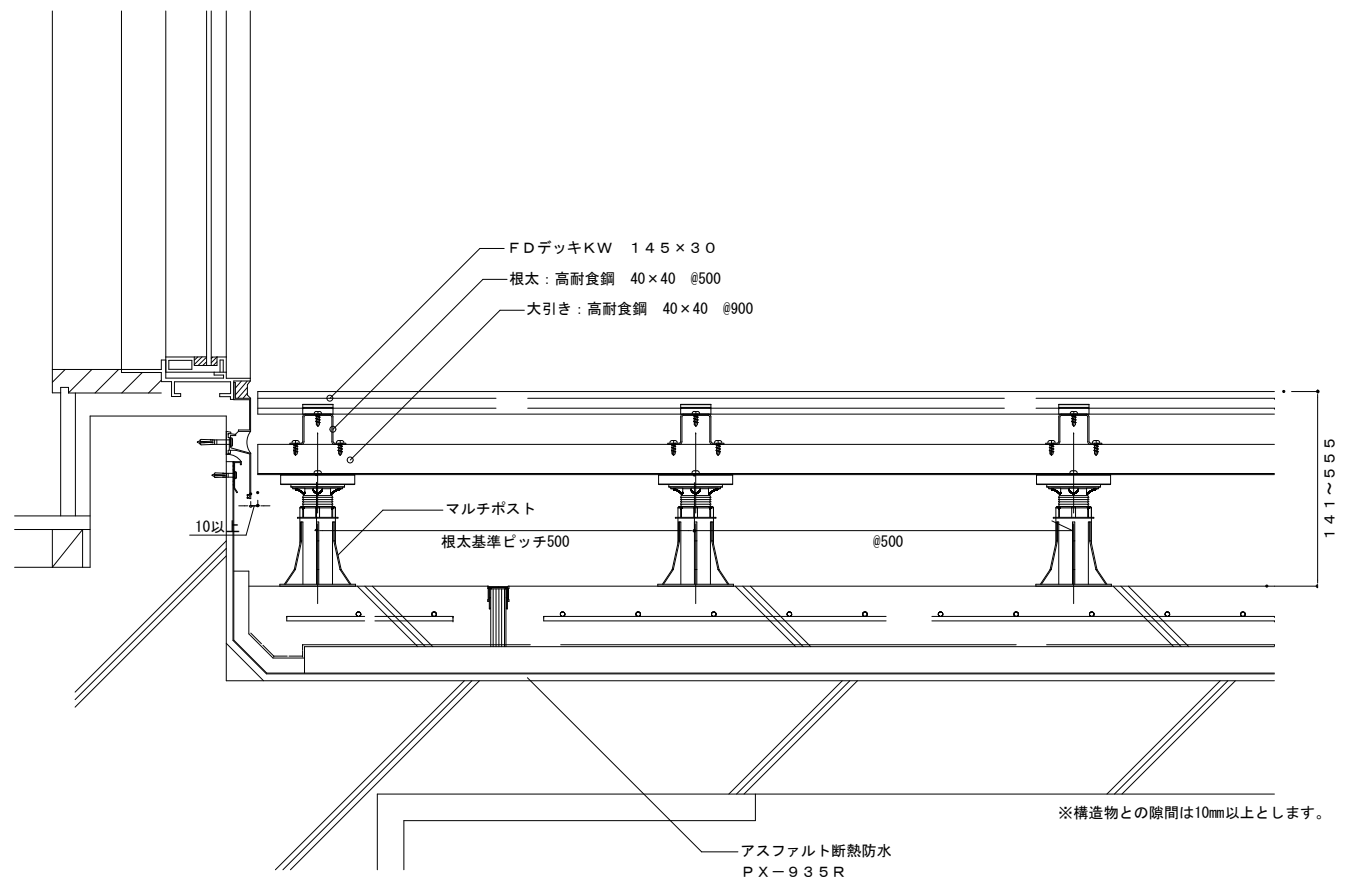 ＦＤデッキＫＷ　１４５×３０
根太：高耐食鋼　40×40　@500
大引き：高耐食鋼　40×40　@900
１４１～５５５
マルチポスト
10以上
根太基準ピッチ500
@500
※構造物との隙間は10mm以上とします。
アスファルト断熱防水
ＰＸ－９３５Ｒ